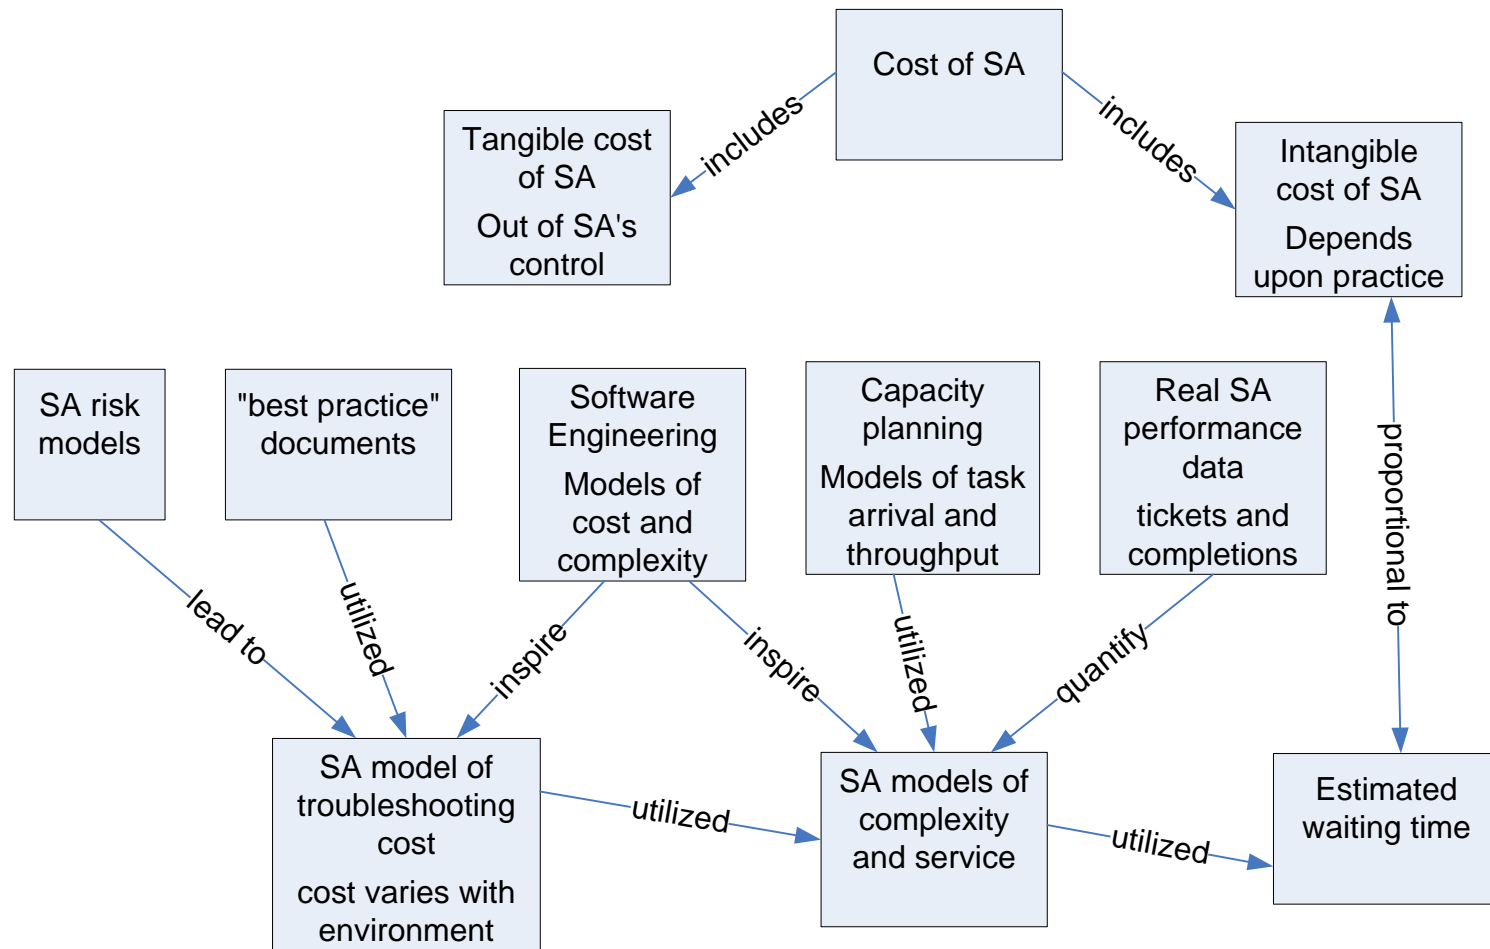 Cost of SA
includes
includes
Tangible cost
of SA
Out of SA's
control
Intangible
cost of SA
Depends
upon practice
SA risk
models
"best practice"
documents
Software
Engineering
Models of
cost and
complexity
Capacity
planning
Models of task
arrival and
throughput
Real SA
performance
data
tickets and
completions
proportional to
lead to
utilized
inspire
inspire
utilized
quantify
SA model of
troubleshooting
cost
cost varies with
environment
utilized
SA models of
complexity
and service
utilized
Estimated
waiting time